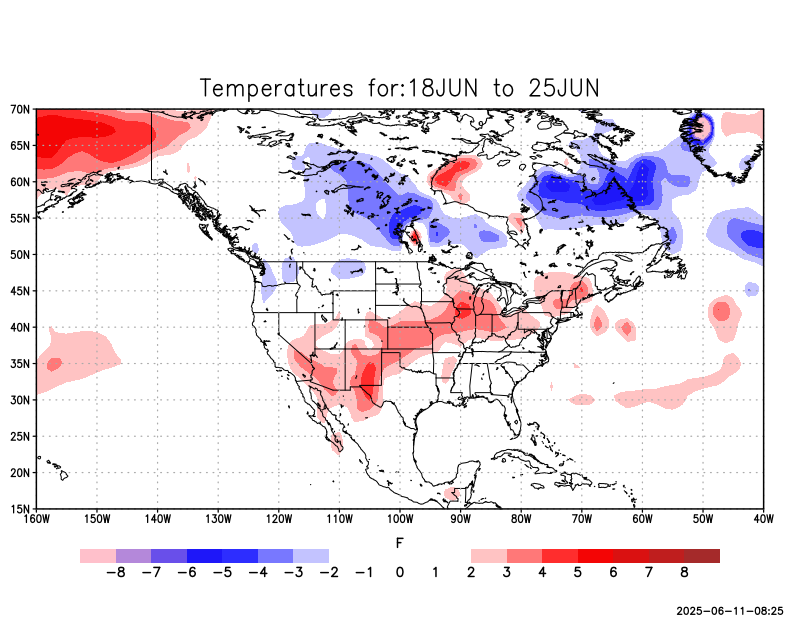 Temperatures for:18JUN to 25JUN
70N
65N
60N
55N
50N
45N
40N
35N
30N
25N
20N
15N
160W 150W 140W 130W 120W 110W 100W 90W 80W 70W 60W 50W 40W
F
−8 −7 −6 −5 −4 −3 −2 −1 0 1 2 3 4 5 6 7 8
2025-06-11-08:25